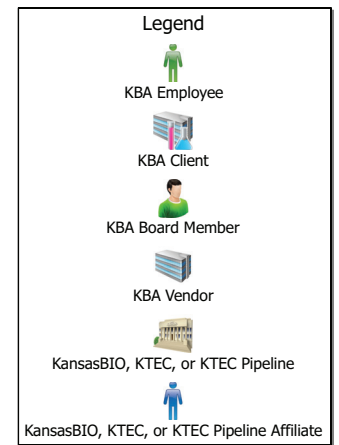 Legend
KBA Employee
KBA Client
KBA Board Member
KBA Vendor
KansasBIO, KTEC, or KTEC Pipeline
KansasBIO, KTEC, or KTEC Pipeline Affiliate